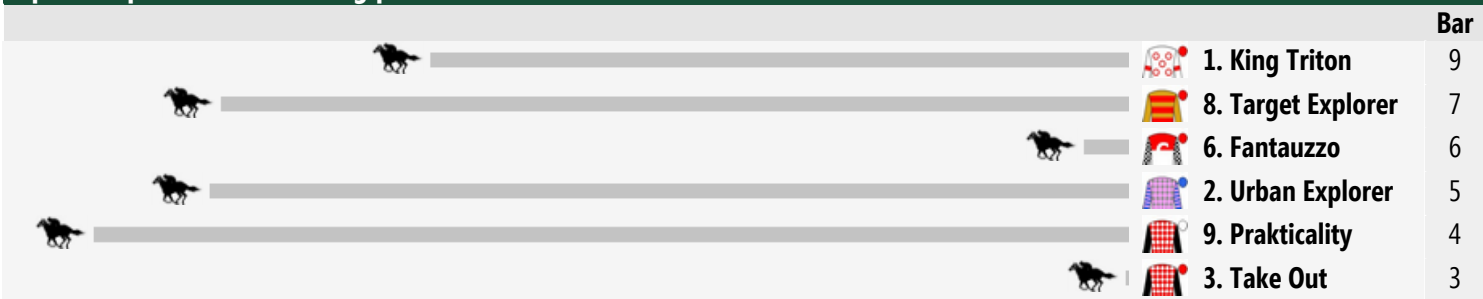 Bar
1. King Triton 9
8. Target Explorer 7
6. Fantauzzo 6
2. Urban Explorer 5
9. Prakticality 4
3. Take Out 3